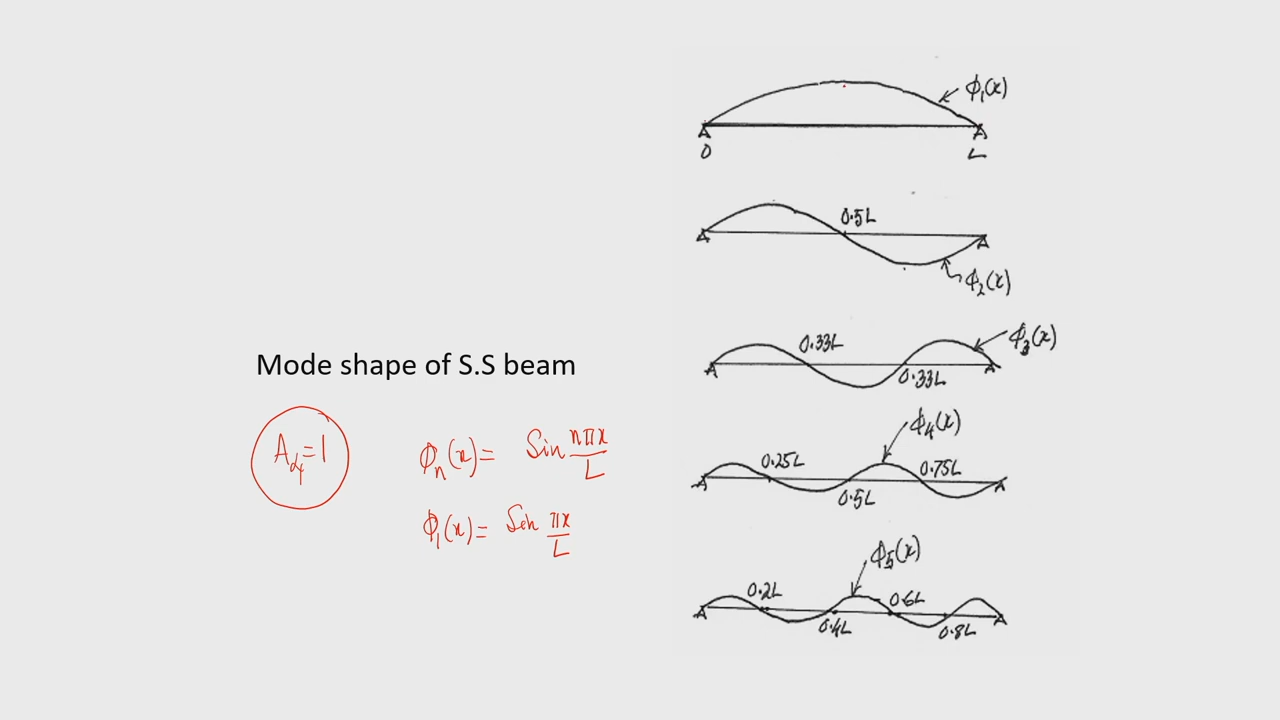 ϕ₁(x)
0 L
0.5L
ϕ₂(x)
0.33L ϕ₃(x)
0.33L
Mode shape of S.S beam
ϕ₄(x)
A₄=1 ϕₙ(x)= Sin nπx/L
0.25L 0.75L
0.5L
ϕ₁(x)= Sin πx/L
ϕ₅(x)
0.2L 0.6L
0.4L 0.8L